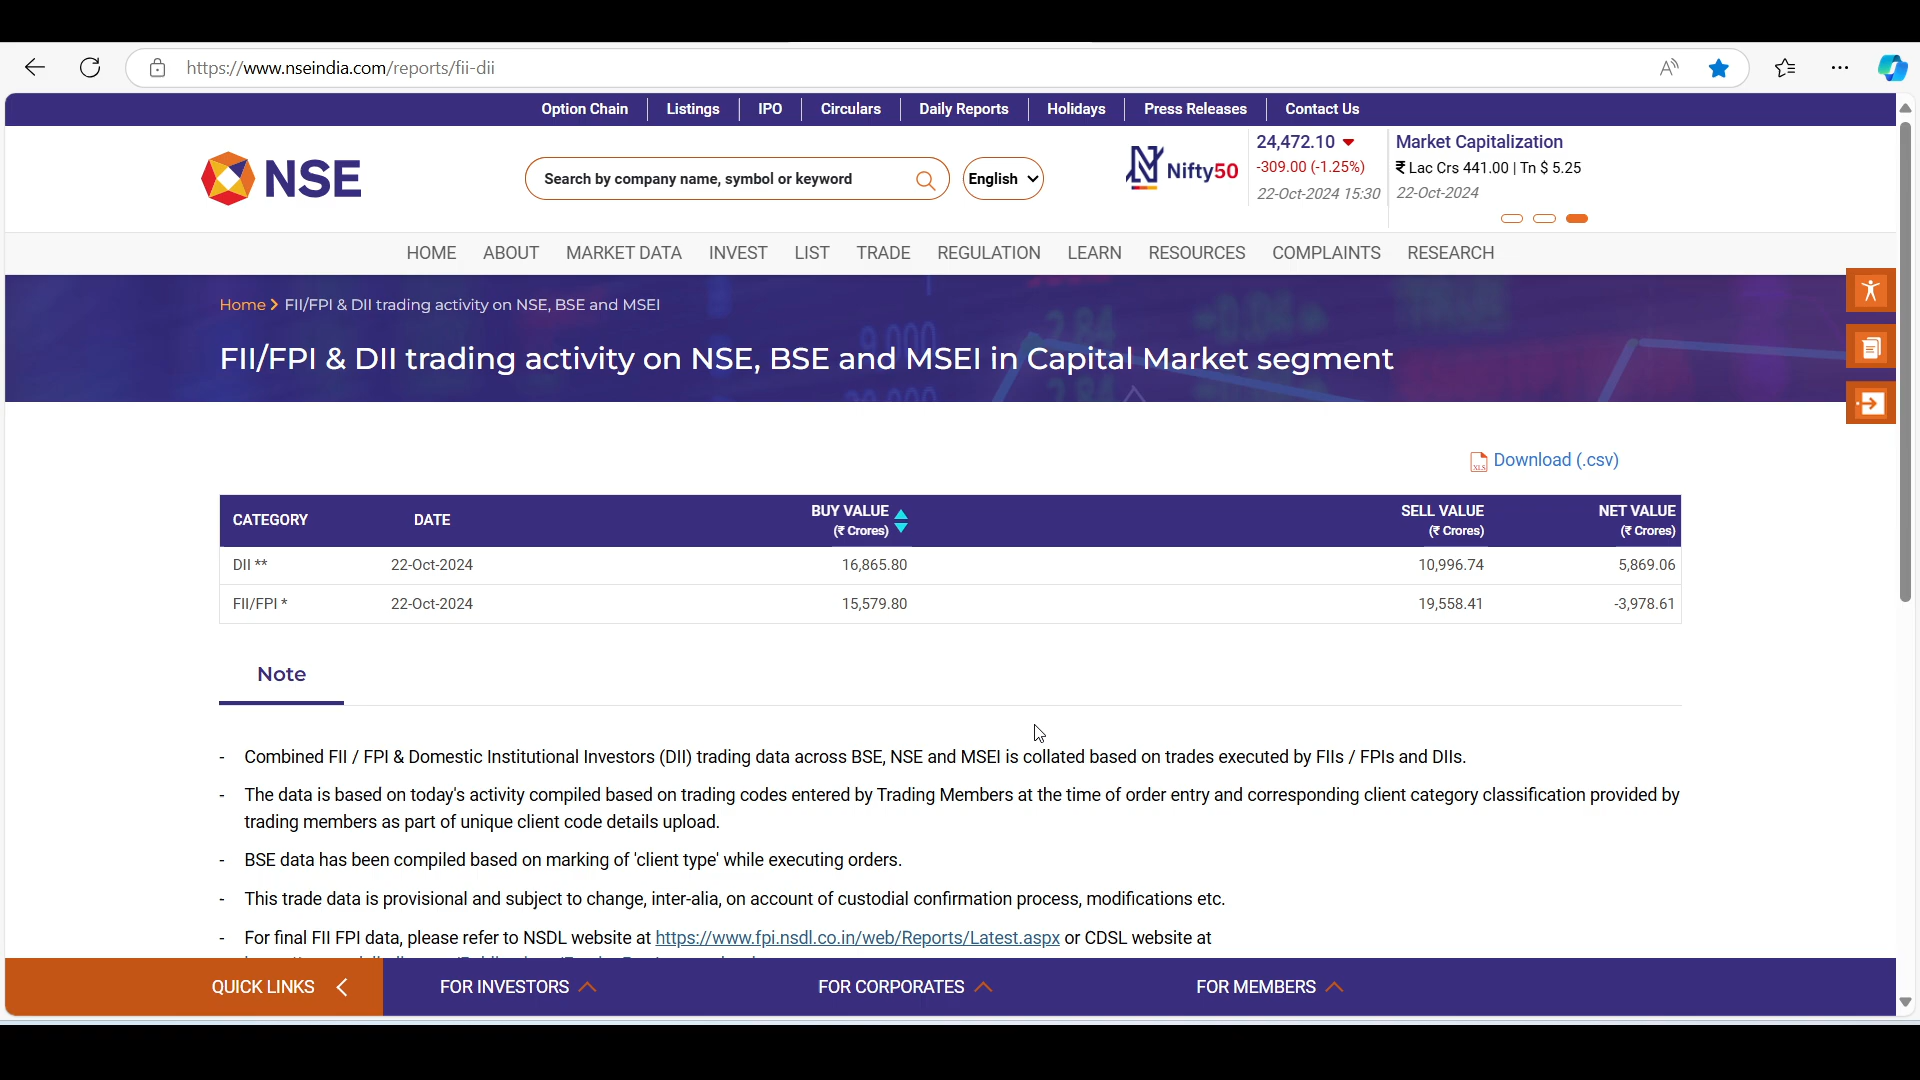 https://www.nseindia.com/reports/fii-dii
Option Chain Listings IPO Circulars Daily Reports Holidays Press Releases Contact Us
NSE
Search by company name, symbol or keyword
English
Nifty50
24,472.10
-309.00 (-1.25%)
22-Oct-2024 15:30
Market Capitalization
₹ Lac Crs 441.00 | Tn $ 5.25
22-Oct-2024
HOME ABOUT MARKET DATA INVEST LIST TRADE REGULATION LEARN RESOURCES COMPLAINTS RESEARCH
Home > FII/FPI & DII trading activity on NSE, BSE and MSEI
FII/FPI & DII trading activity on NSE, BSE and MSEI in Capital Market segment
Download (.csv)
CATEGORY DATE BUY VALUE (₹ Crores) SELL VALUE (₹ Crores) NET VALUE (₹ Crores)
DII ** 22-Oct-2024 16,865.80 10,996.74 5,869.06
FII/FPI * 22-Oct-2024 15,579.80 19,558.41 -3,978.61
Note
- Combined FII / FPI & Domestic Institutional Investors (DII) trading data across BSE, NSE and MSEI is collated based on trades executed by FIIs / FPIs and DIIs.
- The data is based on today's activity compiled based on trading codes entered by Trading Members at the time of order entry and corresponding client category classification provided by
trading members as part of unique client code details upload.
- BSE data has been compiled based on marking of 'client type' while executing orders.
- This trade data is provisional and subject to change, inter-alia, on account of custodial confirmation process, modifications etc.
- For final FII FPI data, please refer to NSDL website at https://www.fpi.nsdl.co.in/web/Reports/Latest.aspx or CDSL website at
QUICK LINKS FOR INVESTORS FOR CORPORATES FOR MEMBERS